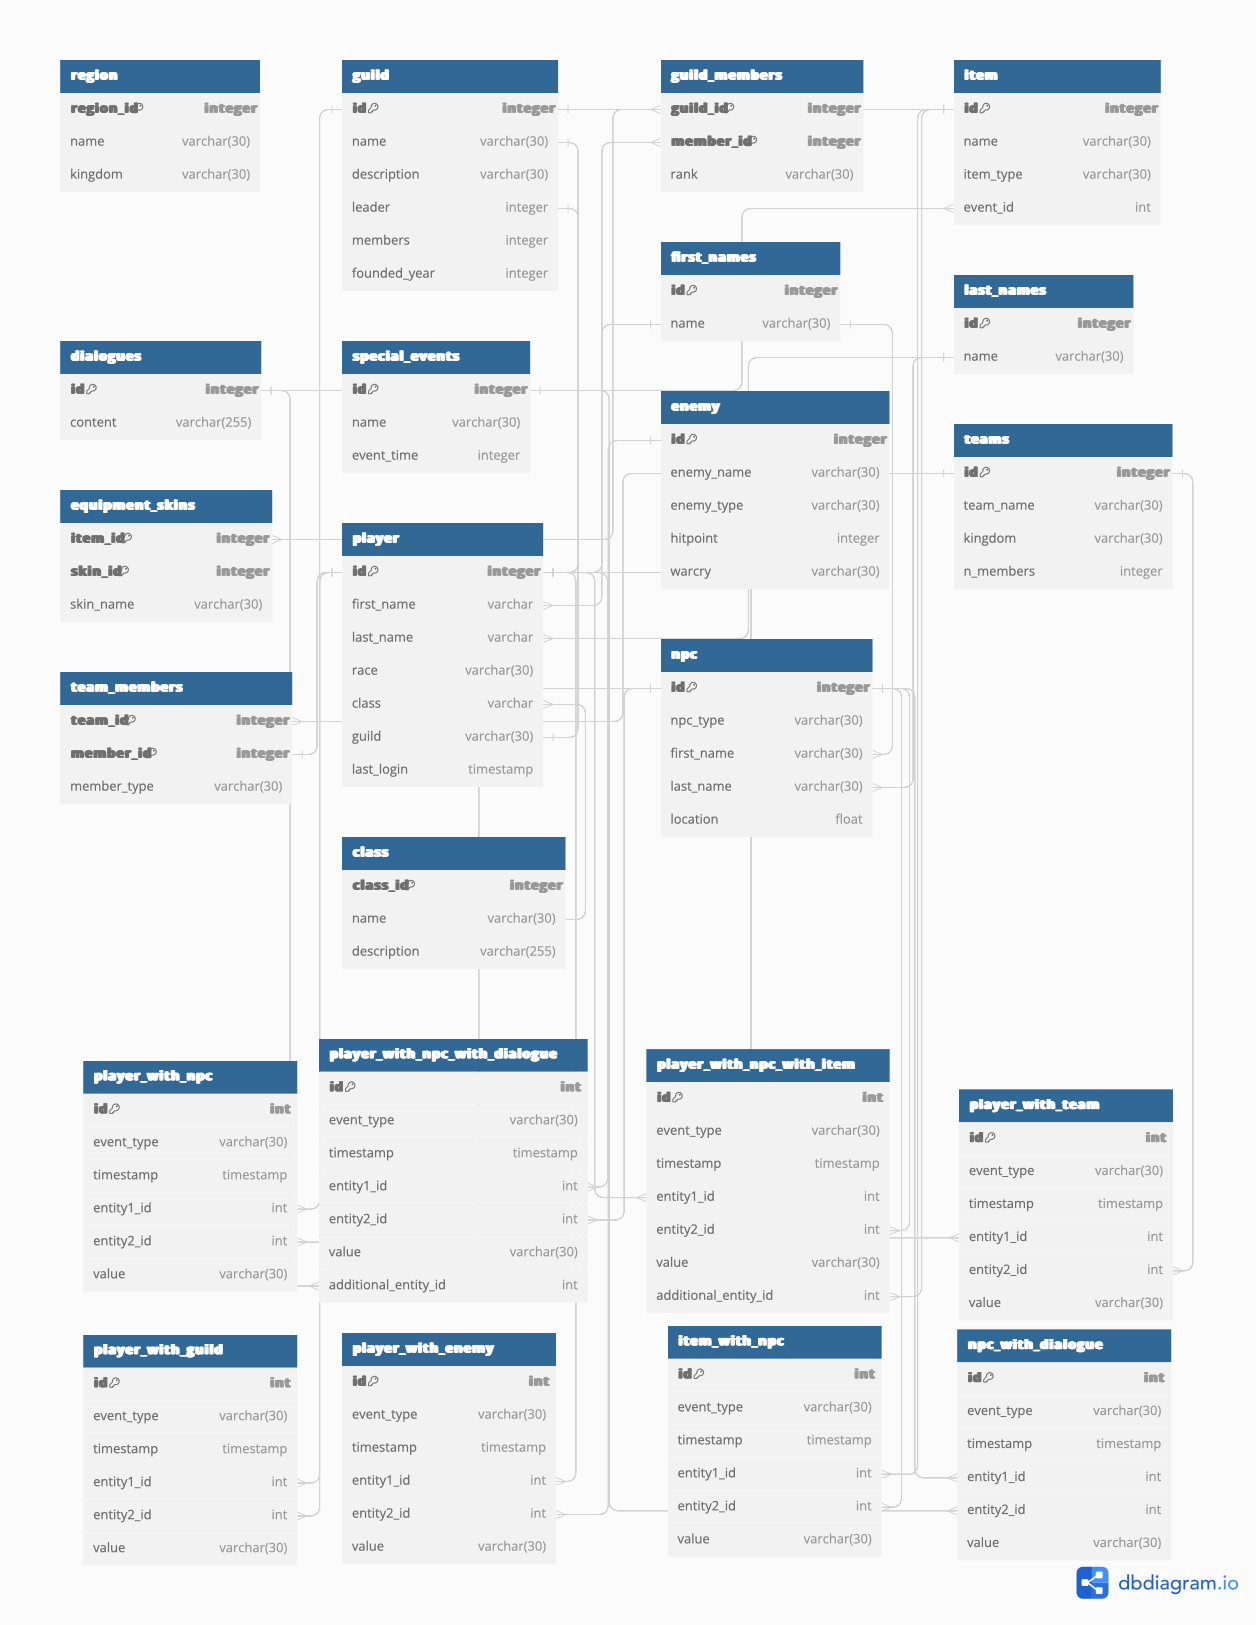 region
region_id integer
name varchar(30)
kingdom varchar(30)
guild
id integer
name varchar(30)
description varchar(30)
leader integer
members integer
founded_year integer
guild_members
guild_id integer
member_id integer
rank varchar(30)
item
id integer
name varchar(30)
item_type varchar(30)
event_id int
first_names
id integer
name varchar(30)
last_names
id integer
name varchar(30)
dialogues
id integer
content varchar(255)
special_events
id integer
name varchar(30)
event_time integer
enemy
id integer
enemy_name varchar(30)
enemy_type varchar(30)
hitpoint integer
warcry varchar(30)
teams
id integer
team_name varchar(30)
kingdom varchar(30)
n_members integer
equipment_skins
item_id integer
skin_id integer
skin_name varchar(30)
player
id integer
first_name varchar
last_name varchar
race varchar(30)
class varchar
guild varchar(30)
last_login timestamp
npc
id integer
npc_type varchar(30)
first_name varchar(30)
last_name varchar(30)
location float
team_members
team_id integer
member_id integer
member_type varchar(30)
class
class_id integer
name varchar(30)
description varchar(255)
player_with_npc
id int
event_type varchar(30)
timestamp timestamp
entity1_id int
entity2_id int
value varchar(30)
player_with_npc_with_dialogue
id int
event_type varchar(30)
timestamp timestamp
entity1_id int
entity2_id int
value varchar(30)
additional_entity_id int
player_with_npc_with_item
id int
event_type varchar(30)
timestamp timestamp
entity1_id int
entity2_id int
value varchar(30)
additional_entity_id int
player_with_team
id int
event_type varchar(30)
timestamp timestamp
entity1_id int
entity2_id int
value varchar(30)
player_with_guild
id int
event_type varchar(30)
timestamp timestamp
entity1_id int
entity2_id int
value varchar(30)
player_with_enemy
id int
event_type varchar(30)
timestamp timestamp
entity1_id int
entity2_id int
value varchar(30)
item_with_npc
id int
event_type varchar(30)
timestamp timestamp
entity1_id int
entity2_id int
value varchar(30)
npc_with_dialogue
id int
event_type varchar(30)
timestamp timestamp
entity1_id int
entity2_id int
value varchar(30)
dbdiagram.io